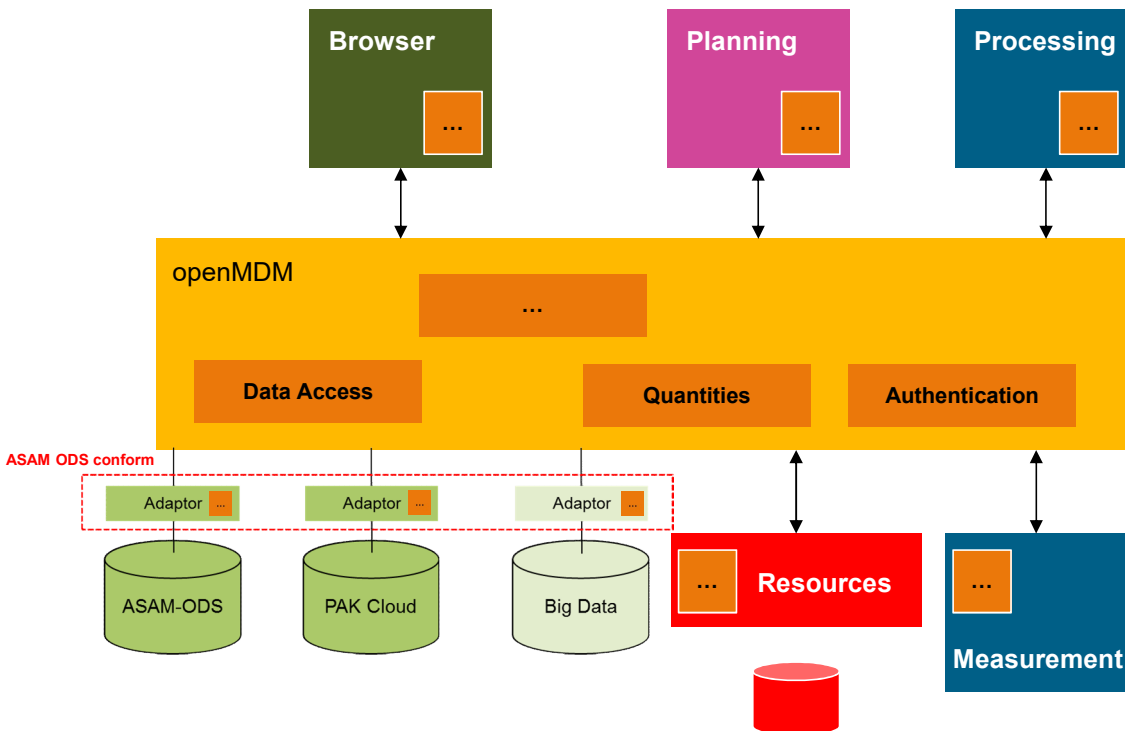 Browser
Planning
Processing
...
...
...
openMDM
...
Data Access
Quantities
Authentication
ASAM ODS conform
Adaptor
...
Adaptor
...
Adaptor
...
ASAM-ODS
PAK Cloud
Big Data
...
Resources
...
Measurement